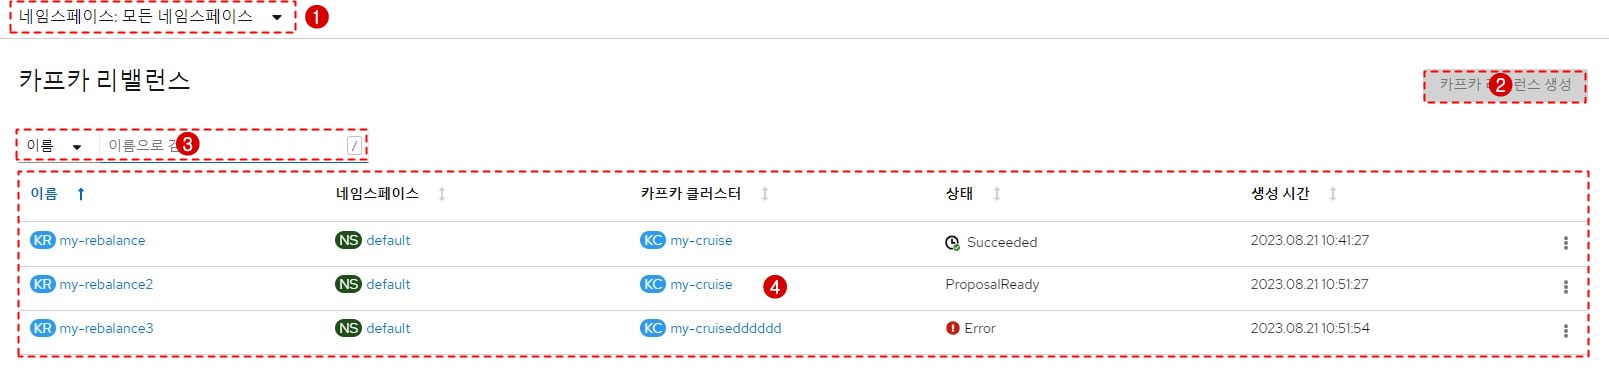 네임스페이스: 모든 네임스페이스 1
카프카 리밸런스
카프카 2 런스 생성
이름 이름으로 3 /
이름 네임스페이스 카프카 클러스터 상태 생성 시간
KR my-rebalance NS default KC my-cruise Succeeded 2023.08.21 10:41:27
KR my-rebalance2 NS default KC my-cruise 4 ProposalReady 2023.08.21 10:51:27
KR my-rebalance3 NS default KC my-cruisedddddd Error 2023.08.21 10:51:54